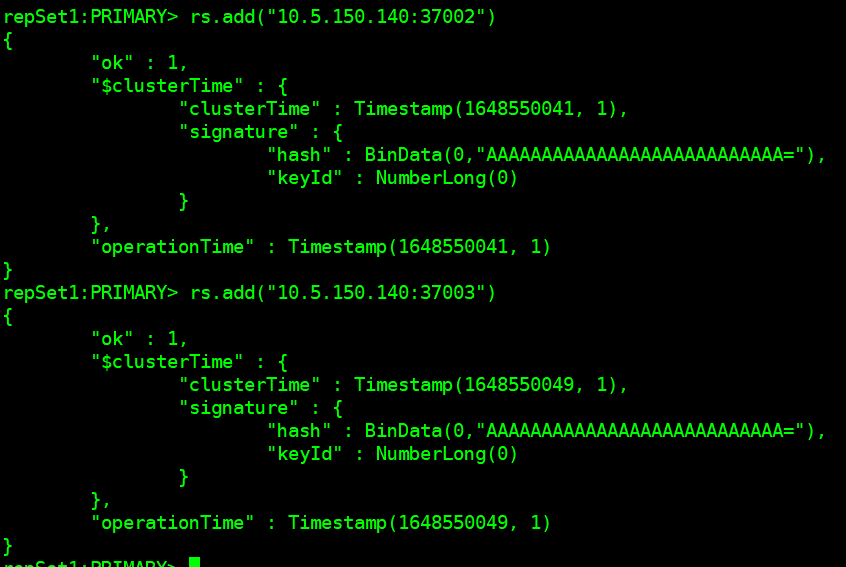 repSet1:PRIMARY> rs.add("10.5.150.140:37002")
{
        "ok" : 1,
        "$clusterTime" : {
                "clusterTime" : Timestamp(1648550041, 1),
                "signature" : {
                        "hash" : BinData(0,"AAAAAAAAAAAAAAAAAAAAAAAAAAA="),
                        "keyId" : NumberLong(0)
                }
        },
        "operationTime" : Timestamp(1648550041, 1)
}
repSet1:PRIMARY> rs.add("10.5.150.140:37003")
{
        "ok" : 1,
        "$clusterTime" : {
                "clusterTime" : Timestamp(1648550049, 1),
                "signature" : {
                        "hash" : BinData(0,"AAAAAAAAAAAAAAAAAAAAAAAAAAA="),
                        "keyId" : NumberLong(0)
                }
        },
        "operationTime" : Timestamp(1648550049, 1)
}
repSet1:PRIMARY>